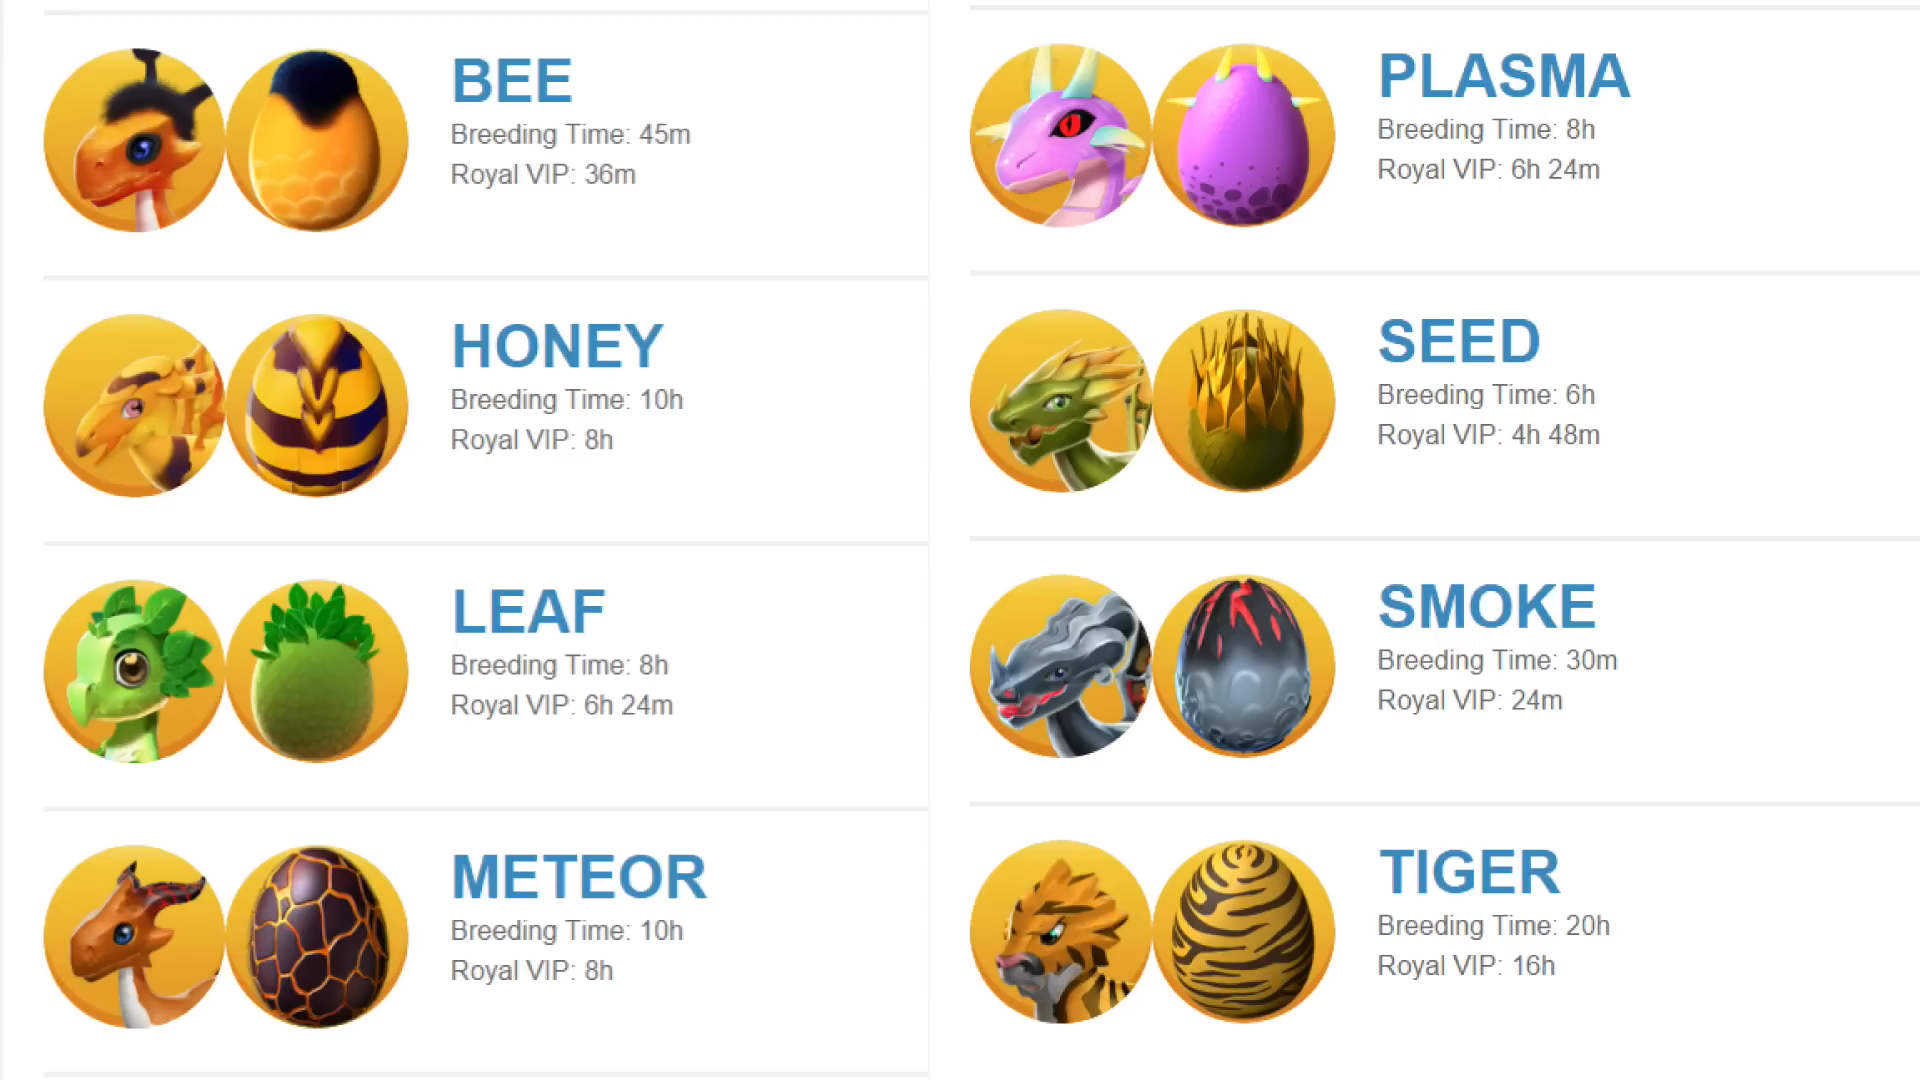 BEE
Breeding Time: 45m
Royal VIP: 36m
HONEY
Breeding Time: 10h
Royal VIP: 8h
LEAF
Breeding Time: 8h
Royal VIP: 6h 24m
METEOR
Breeding Time: 10h
Royal VIP: 8h
PLASMA
Breeding Time: 8h
Royal VIP: 6h 24m
SEED
Breeding Time: 6h
Royal VIP: 4h 48m
SMOKE
Breeding Time: 30m
Royal VIP: 24m
TIGER
Breeding Time: 20h
Royal VIP: 16h